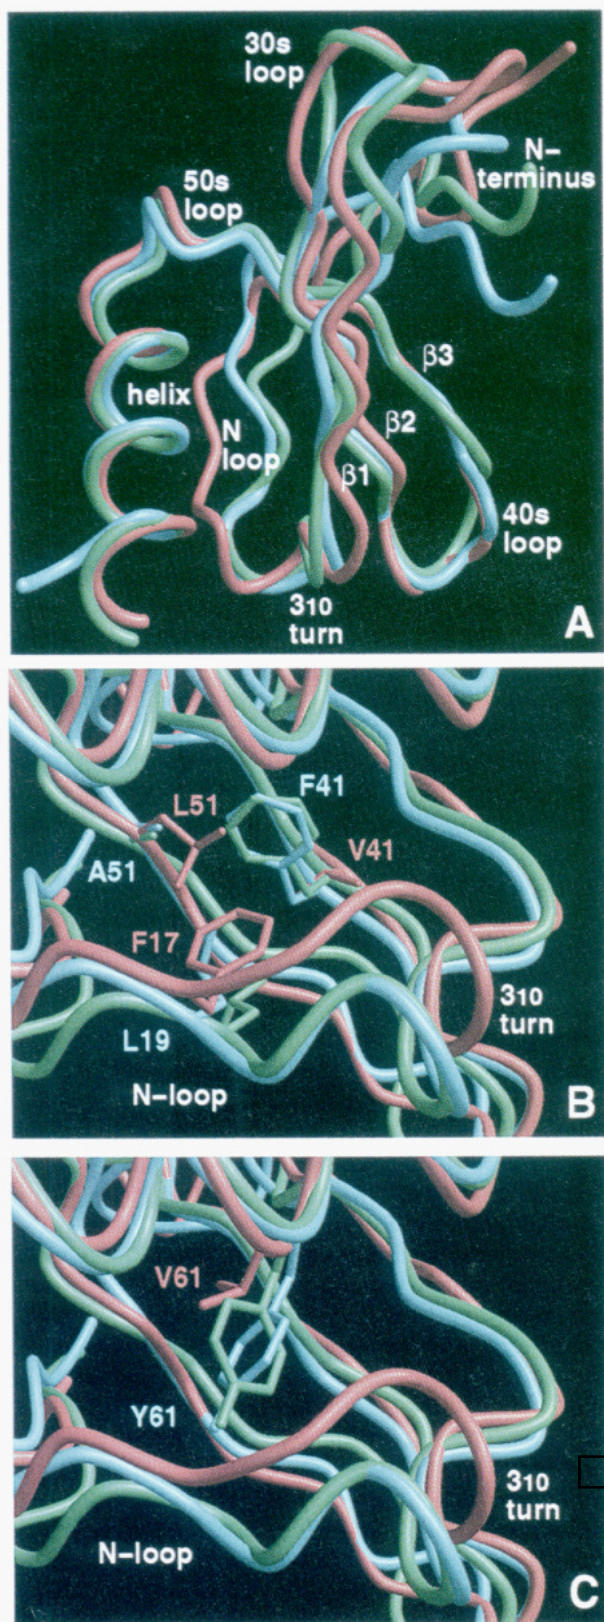 30s
loop
N–
terminus
50s
loop
β3
helix
N
loop
β2
β1
40s
loop
310
turn
A
F41
L51
V41
A51
F17
310
turn
L19
N–loop
B
V61
Y61
310
turn
N–loop
C